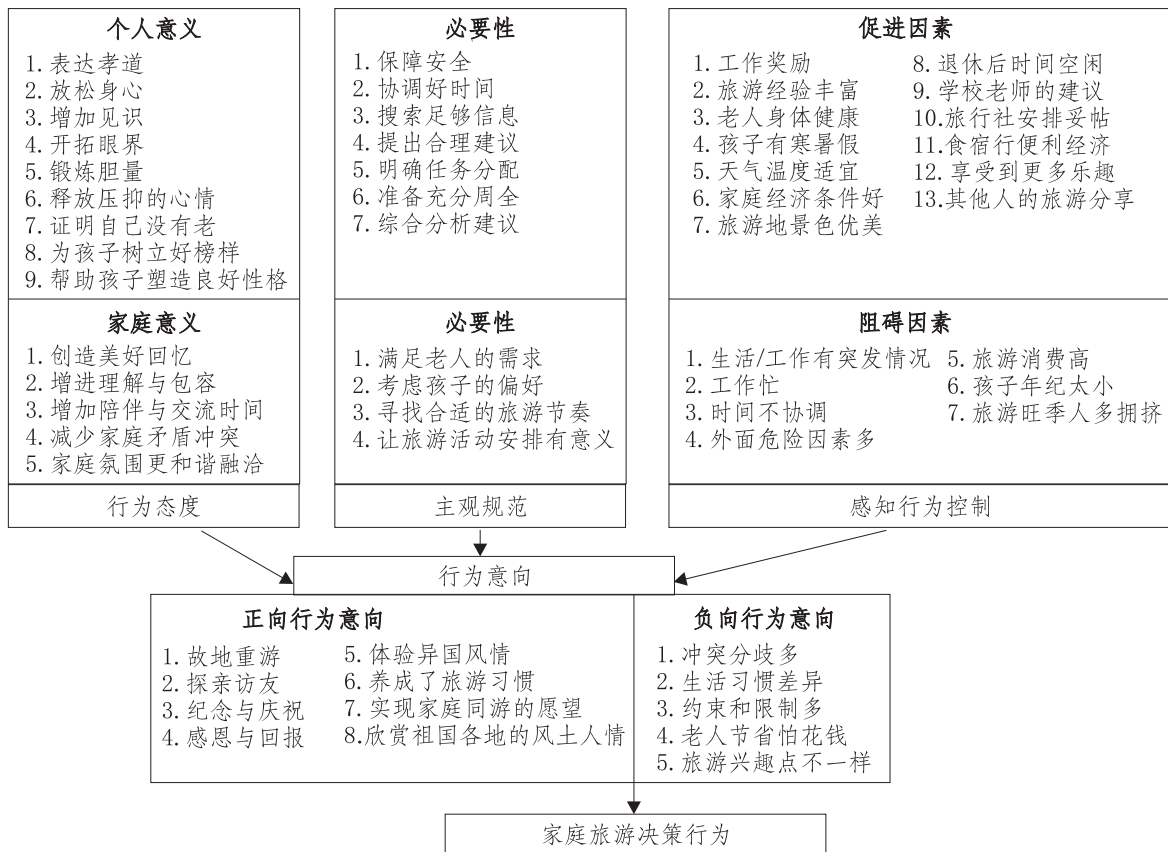 个人意义
1. 表达孝道
2. 放松身心
3. 增加见识
4. 开拓眼界
5. 锻炼胆量
6. 释放压抑的心情
7. 证明自己没有老
8. 为孩子树立好榜样
9. 帮助孩子塑造良好性格
家庭意义
1. 创造美好回忆
2. 增进理解与包容
3. 增加陪伴与交流时间
4. 减少家庭矛盾冲突
5. 家庭氛围更和谐融洽
行为态度
必要性
1. 保障安全
2. 协调好时间
3. 搜索足够信息
4. 提出合理建议
5. 明确任务分配
6. 准备充分周全
7. 综合分析建议
必要性
1. 满足老人的需求
2. 考虑孩子的偏好
3. 寻找合适的旅游节奏
4. 让旅游活动安排有意义
主观规范
促进因素
1. 工作奖励
2. 旅游经验丰富
3. 老人身体健康
4. 孩子有寒暑假
5. 天气温度适宜
6. 家庭经济条件好
7. 旅游地景色优美
8. 退休后时间空闲
9. 学校老师的建议
10. 旅行社安排妥帖
11. 食宿行便利经济
12. 享受到更多乐趣
13. 其他人的旅游分享
阻碍因素
1. 生活/工作有突发情况
2. 工作忙
3. 时间不协调
4. 外面危险因素多
5. 旅游消费高
6. 孩子年纪太小
7. 旅游旺季人多拥挤
感知行为控制
行为意向
正向行为意向
1. 故地重游
2. 探亲访友
3. 纪念与庆祝
4. 感恩与回报
5. 体验异国风情
6. 养成了旅游习惯
7. 实现家庭同游的愿望
8. 欣赏祖国各地的风土人情
负向行为意向
1. 冲突分歧多
2. 生活习惯差异
3. 约束和限制多
4. 老人节省怕花钱
5. 旅游兴趣点不一样
家庭旅游决策行为